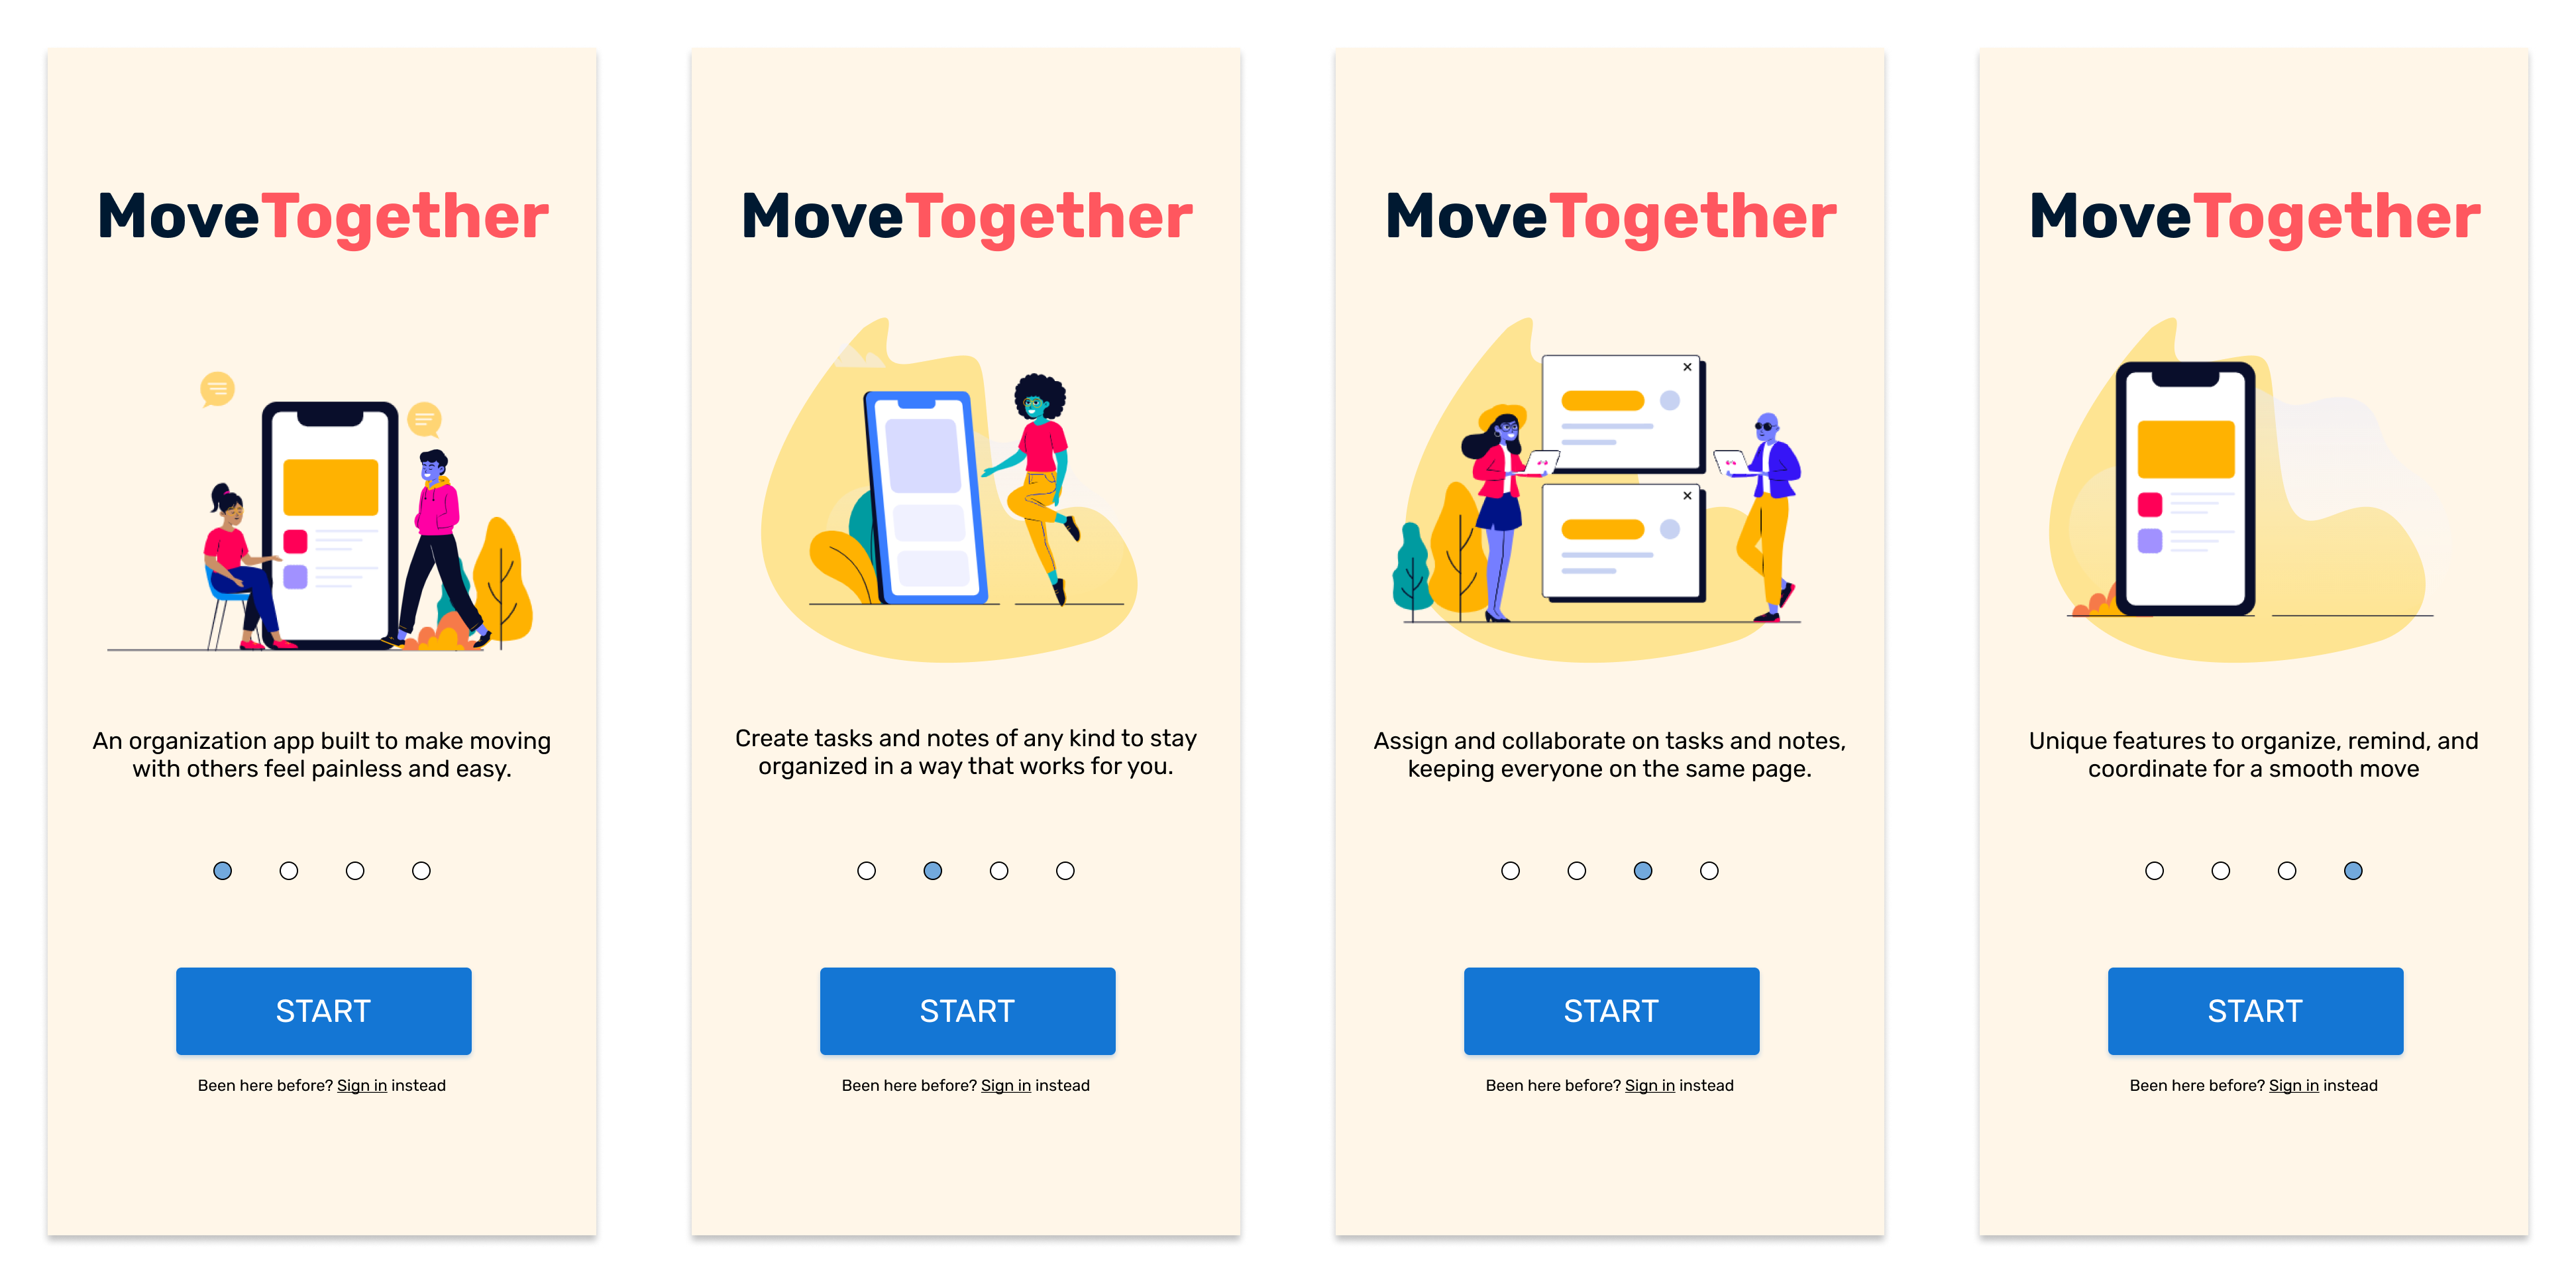 MoveTogether
An organization app built to make moving
with others feel painless and easy.
START
Been here before? Sign in instead
MoveTogether
Create tasks and notes of any kind to stay
organized in a way that works for you.
START
Been here before? Sign in instead
MoveTogether
Assign and collaborate on tasks and notes,
keeping everyone on the same page.
START
Been here before? Sign in instead
MoveTogether
Unique features to organize, remind, and
coordinate for a smooth move
START
Been here before? Sign in instead